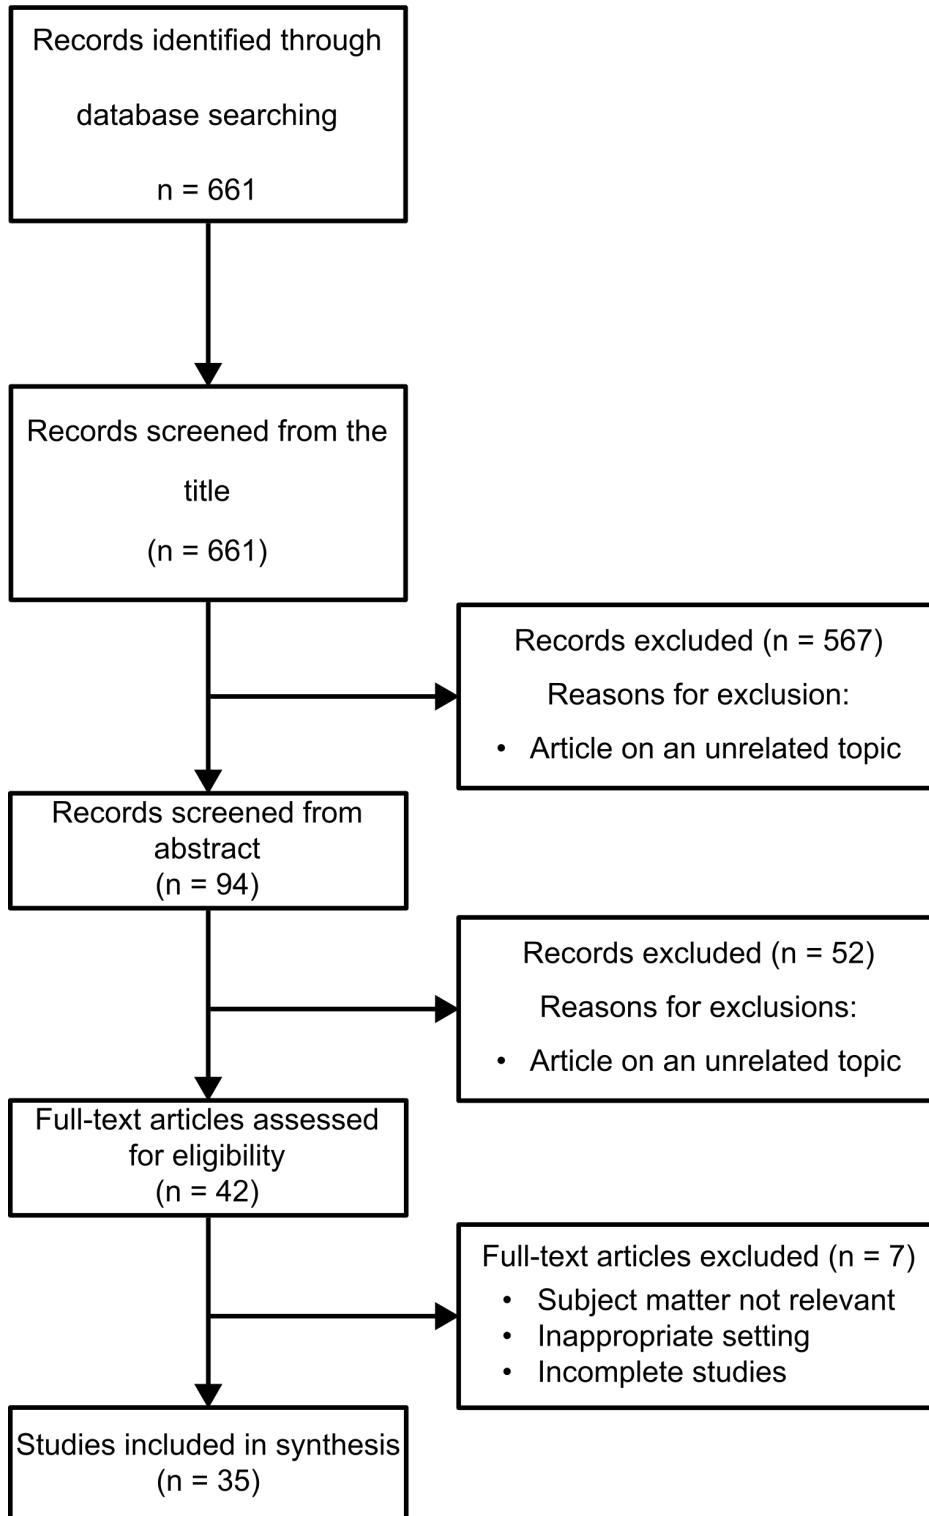 Records identified through
database searching
n = 661
Records screened from the
title
(n = 661)
Records excluded (n = 567)
Reasons for exclusion:
• Article on an unrelated topic
Records screened from
abstract
(n = 94)
Records excluded (n = 52)
Reasons for exclusions:
• Article on an unrelated topic
Full-text articles assessed
for eligibility
(n = 42)
Full-text articles excluded (n = 7)
• Subject matter not relevant
• Inappropriate setting
• Incomplete studies
Studies included in synthesis
(n = 35)